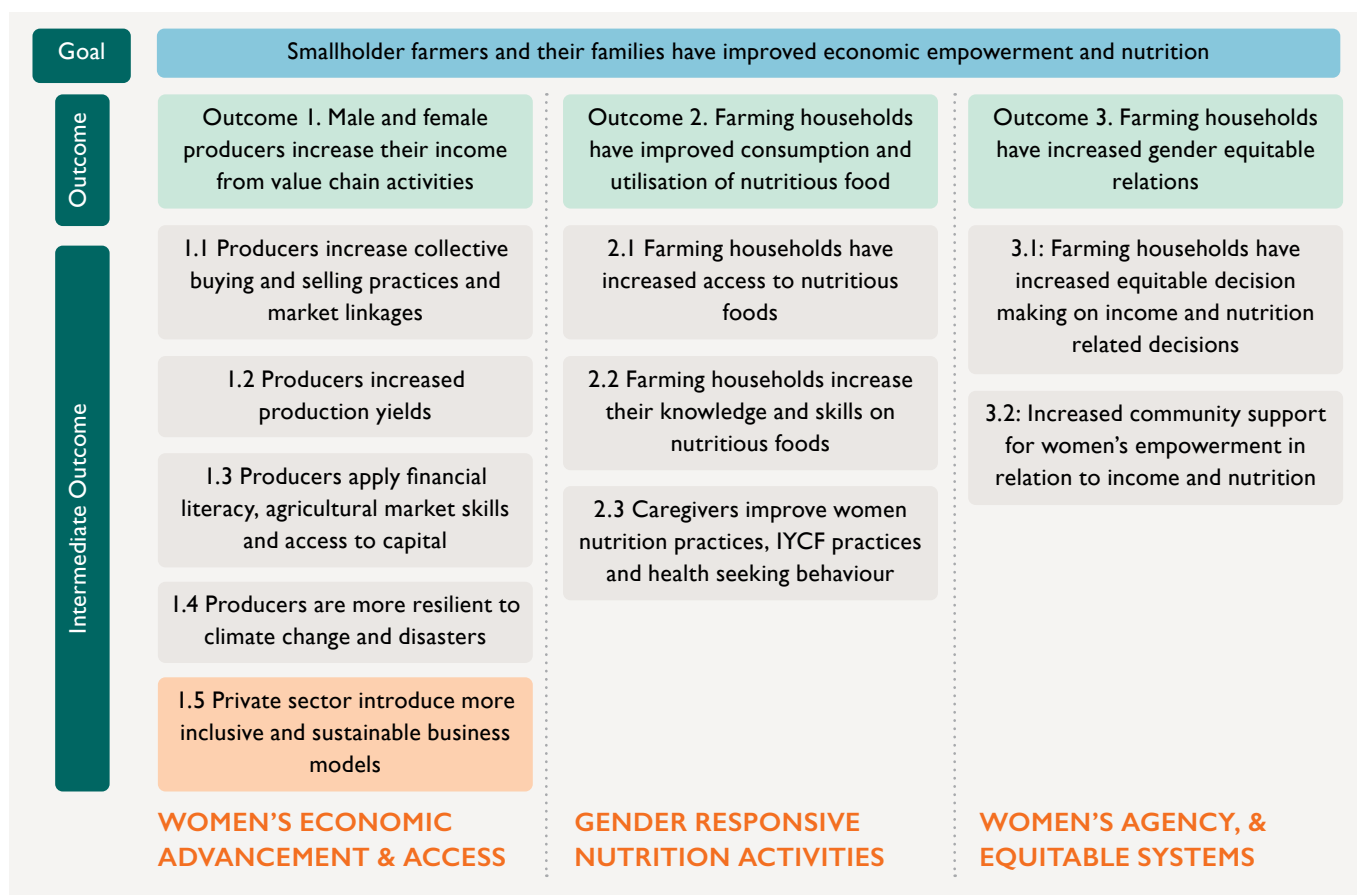 Goal
Smallholder farmers and their families have improved economic empowerment and nutrition
Outcome
Outcome 1. Male and female
producers increase their income
from value chain activities
Outcome 2. Farming households
have improved consumption and
utilisation of nutritious food
Outcome 3. Farming households
have increased gender equitable
relations
Intermediate Outcome
1.1 Producers increase collective
buying and selling practices and
market linkages
1.2 Producers increased
production yields
1.3 Producers apply financial
literacy, agricultural market skills
and access to capital
1.4 Producers are more resilient to
climate change and disasters
1.5 Private sector introduce more
inclusive and sustainable business
models
2.1 Farming households have
increased access to nutritious
foods
2.2 Farming households increase
their knowledge and skills on
nutritious foods
2.3 Caregivers improve women
nutrition practices, IYCF practices
and health seeking behaviour
3.1: Farming households have
increased equitable decision
making on income and nutrition
related decisions
3.2: Increased community support
for women’s empowerment in
relation to income and nutrition
WOMEN’S ECONOMIC
ADVANCEMENT & ACCESS
GENDER RESPONSIVE
NUTRITION ACTIVITIES
WOMEN’S AGENCY, &
EQUITABLE SYSTEMS